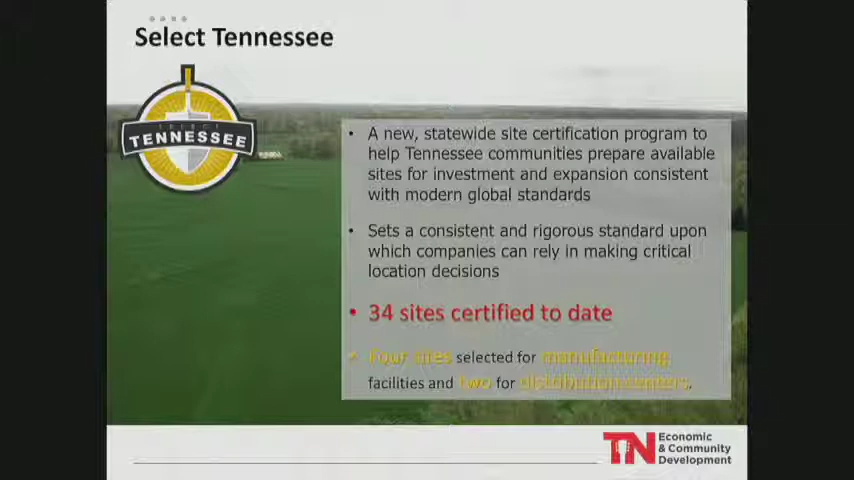 Select Tennessee
SELECT
TENNESSEE
• A new, statewide site certification program to
help Tennessee communities prepare available
sites for investment and expansion consistent
with modern global standards
• Sets a consistent and rigorous standard upon
which companies can rely in making critical
location decisions
• 34 sites certified to date
• Four sites selected for manufacturing
facilities and two for distribution centers.
TN Economic
& Community
Development